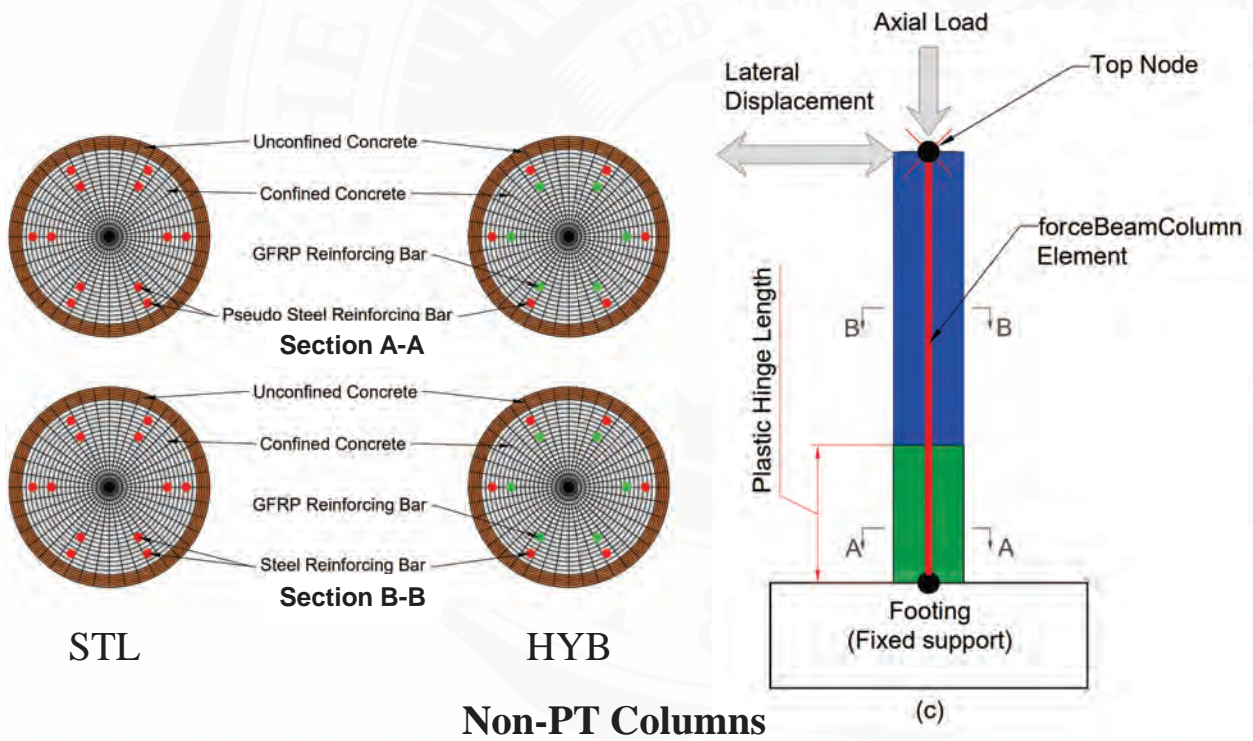 Unconfined Concrete
Confined Concrete
GFRP Reinforcing Bar
Pseudo Steel Reinforcing Bar
Section A-A
Unconfined Concrete
Confined Concrete
GFRP Reinforcing Bar
Steel Reinforcing Bar
Section B-B
STL
HYB
Axial Load
Lateral
Displacement
Top Node
forceBeamColumn
Element
Plastic Hinge Length
B
B
A
A
Footing
(Fixed support)
(c)
Non-PT Columns